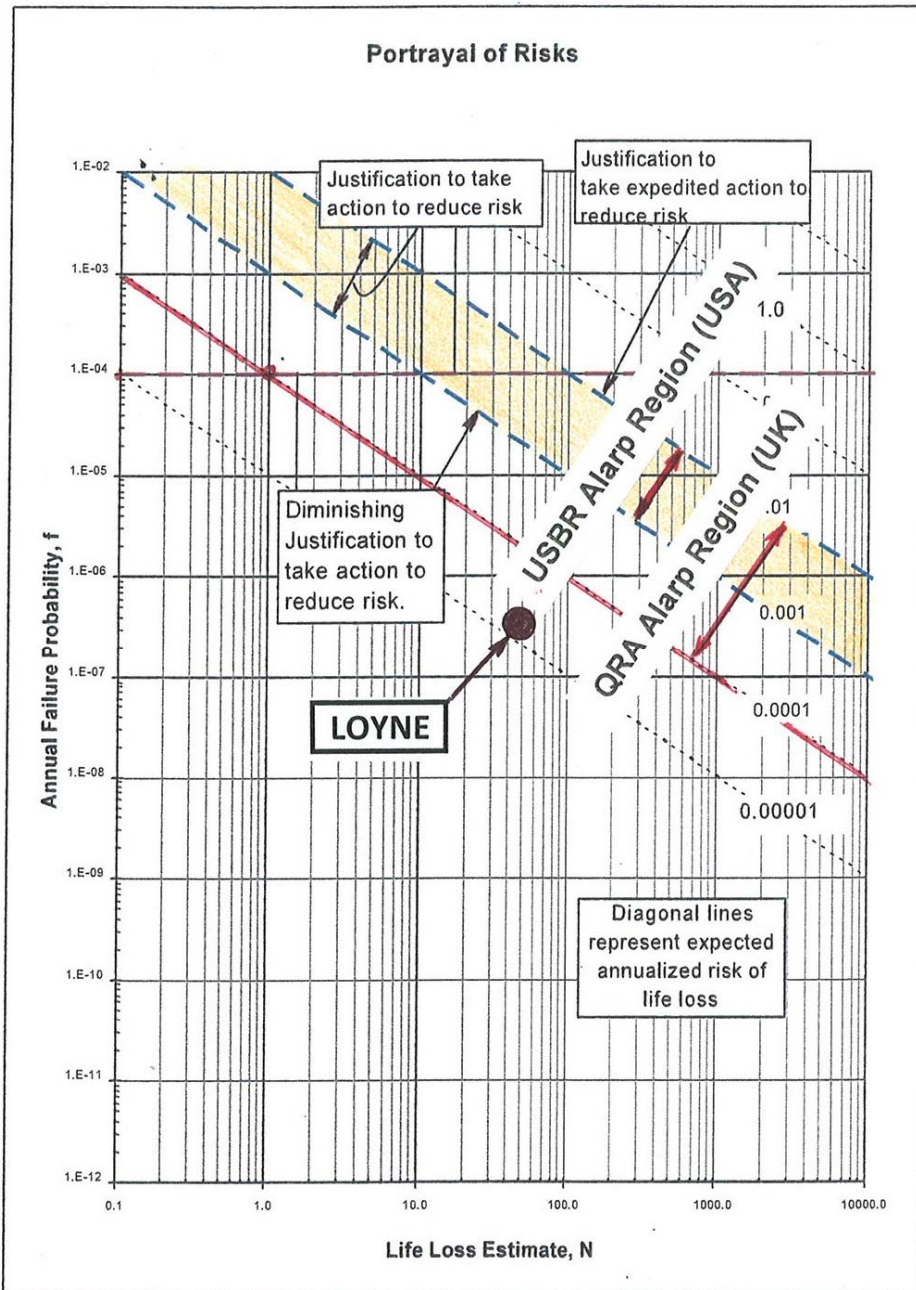 Portrayal of Risks
1.E-02
1.E-03
1.E-04
1.E-05
1.E-06
1.E-07
1.E-08
1.E-09
1.E-10
1.E-11
1.E-12
Annual Failure Probability, f
Justification to take
action to reduce risk
Justification to
take expedited action to
reduce risk
USBR Alarp Region (USA)
QRA Alarp Region (UK)
1.0
.01
0.001
0.0001
0.00001
Diminishing
Justification to
take action to
reduce risk.
LOYNE
Diagonal lines
represent expected
annualized risk of
life loss
0.1
1.0
10.0
100.0
1000.0
10000.0
Life Loss Estimate, N